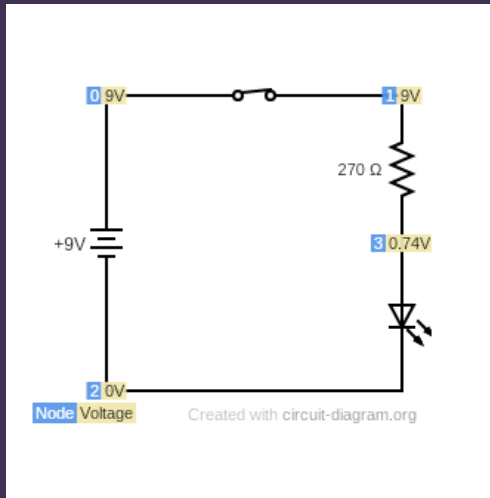 0 9V
1 9V
270 Ω
3 0.74V
+9V
2 0V
Node Voltage
Created with circuit-diagram.org